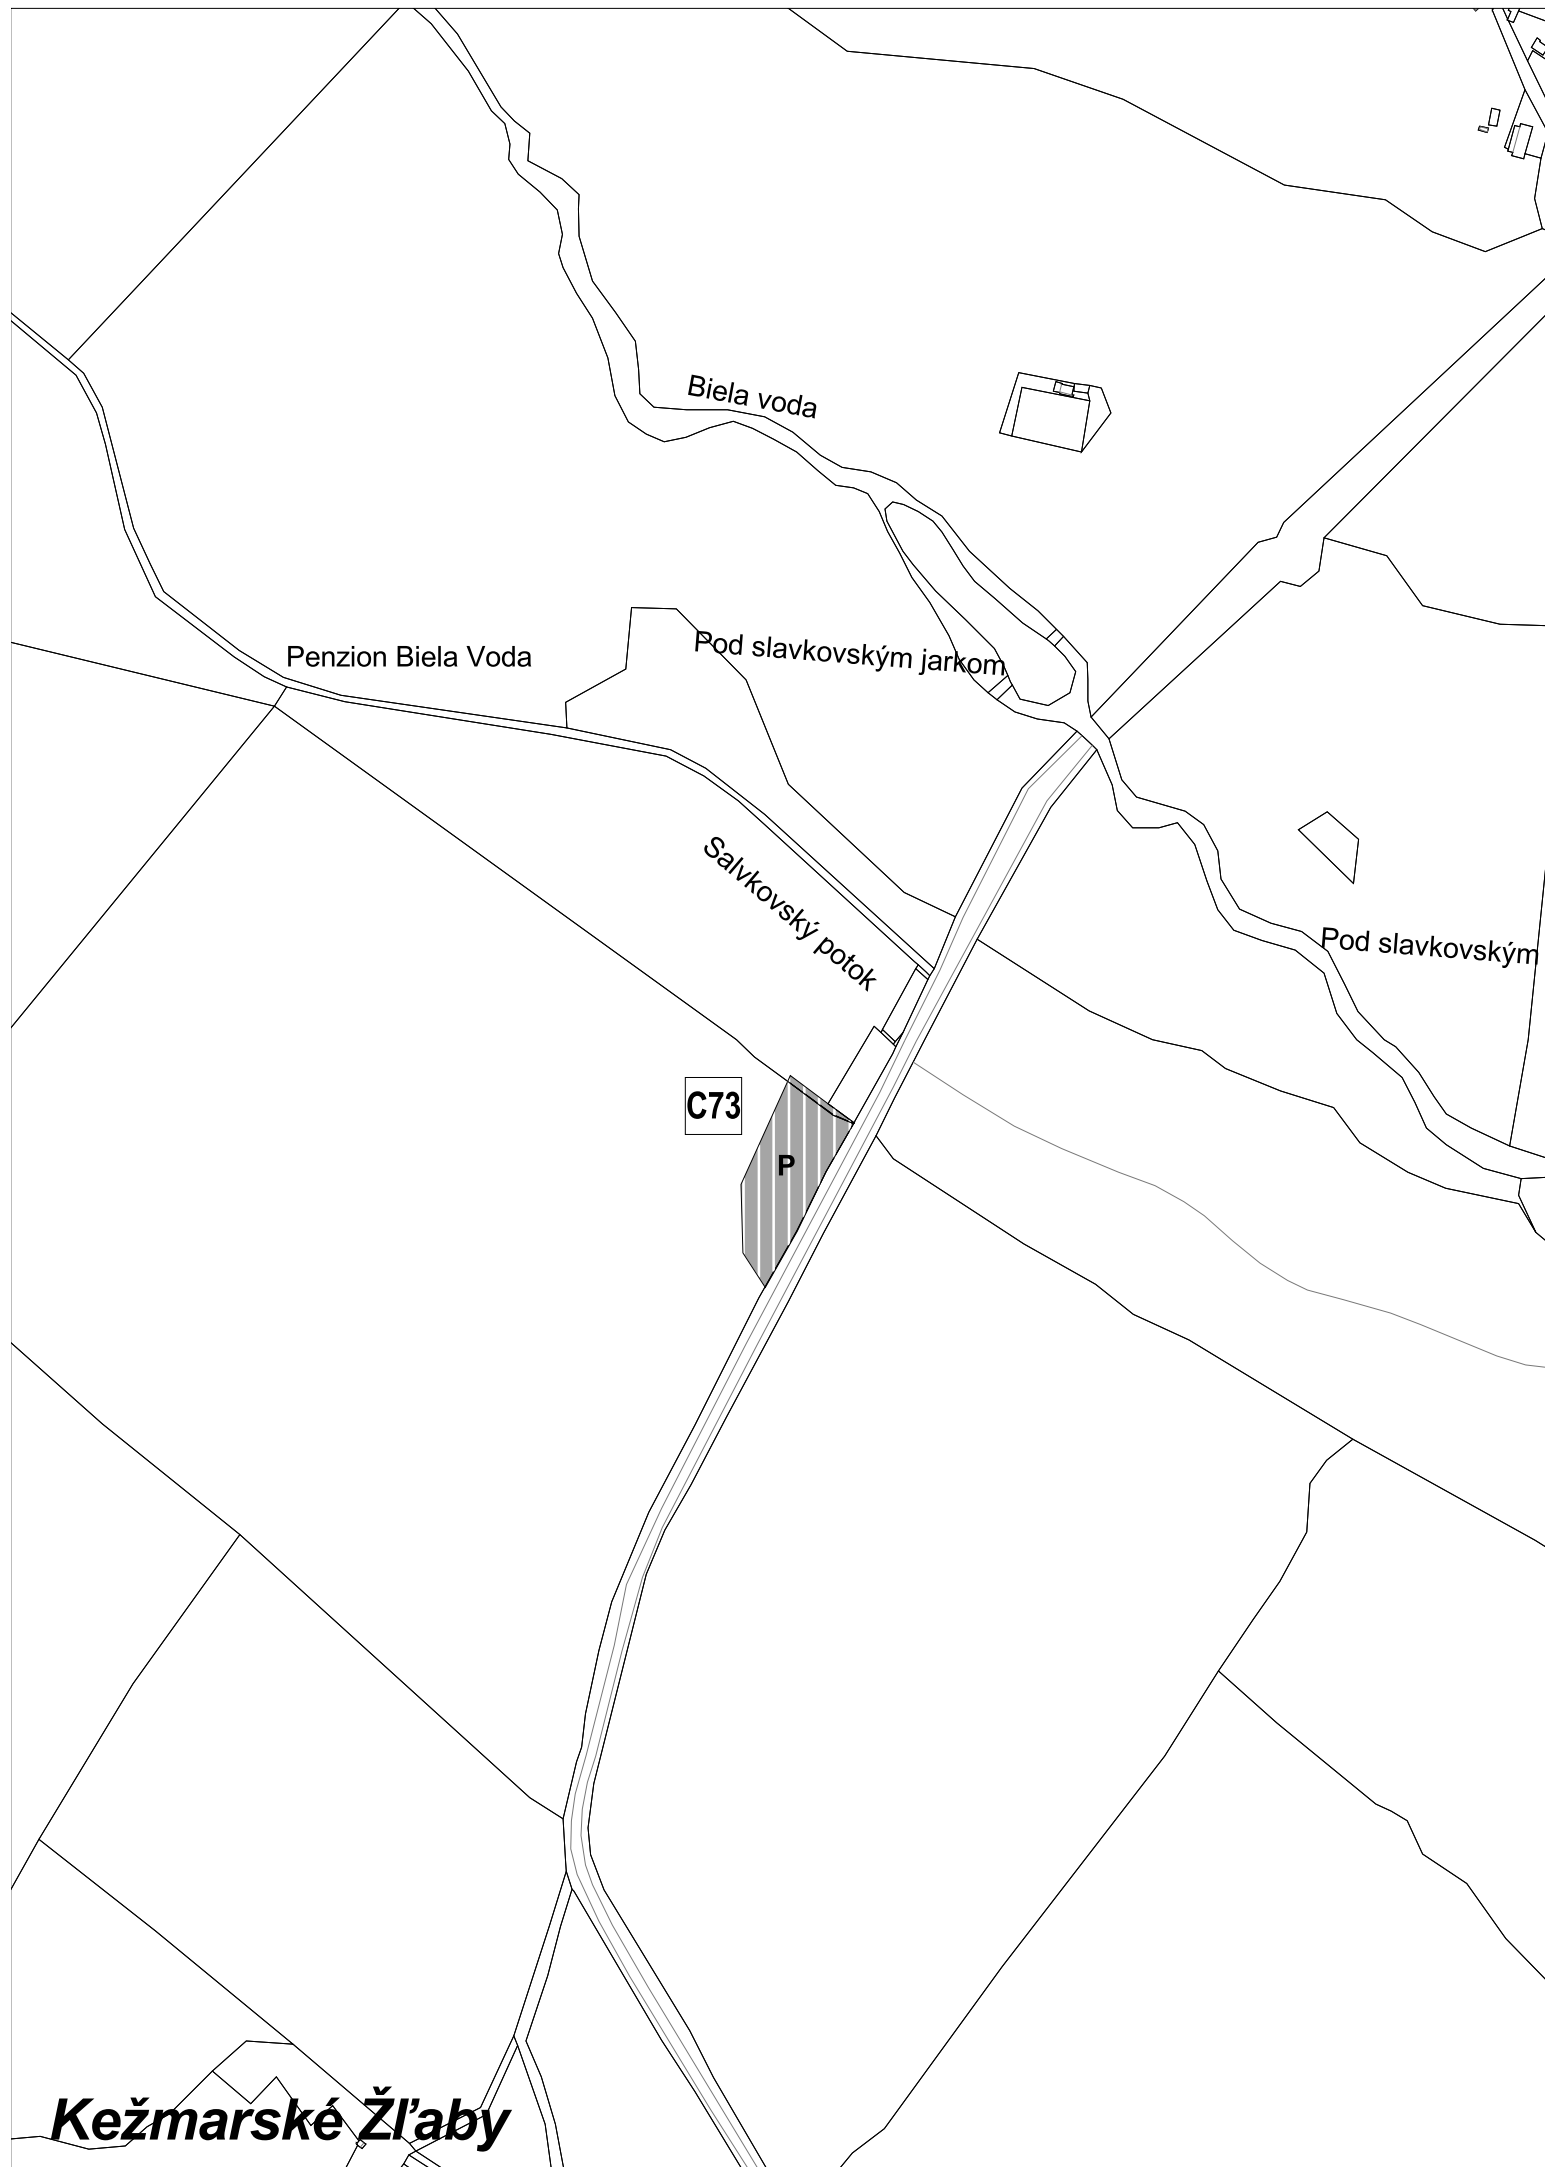 Biela voda
Penzion Biela Voda
Pod slavkovským jarkom
Salvkovský potok
Pod slavkovským
C73
P
Kežmarské Žľaby